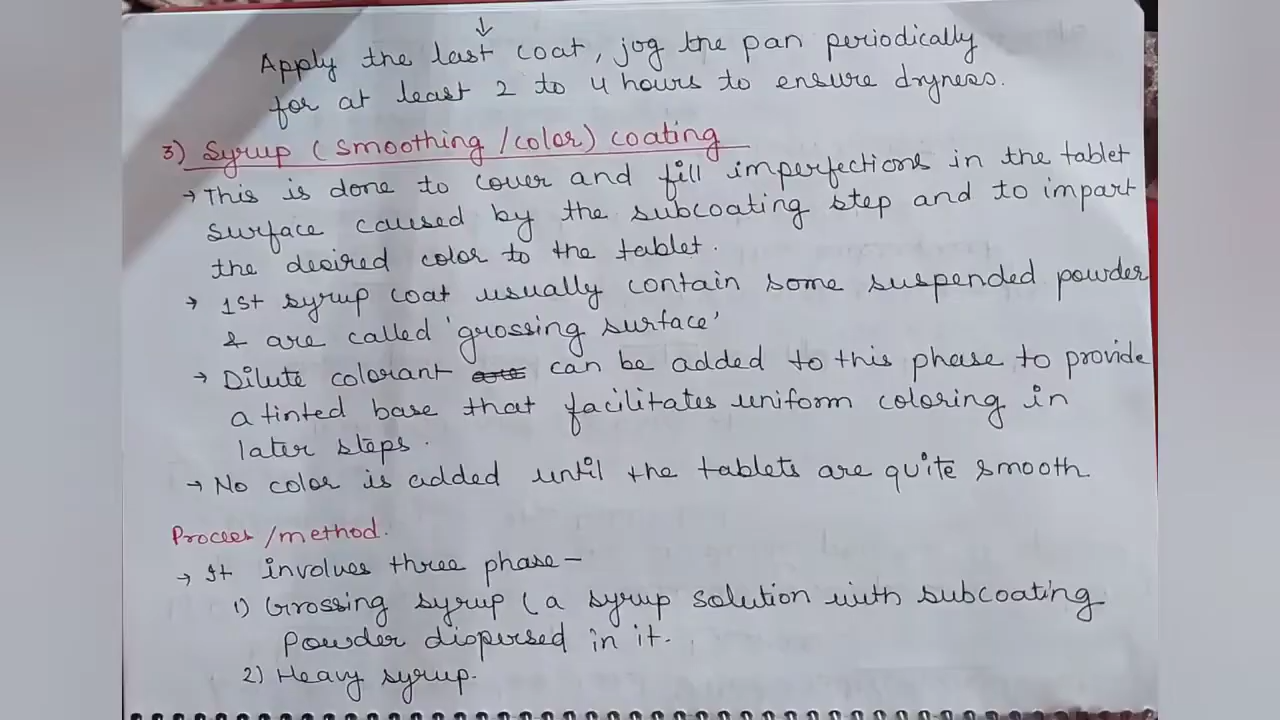 ↓
Apply the last coat, jog the pan periodically
for at least 2 to 4 hours to ensure dryness.
3) Syrup (smoothing /color) coating
→ This is done to cover and fill imperfections in the tablet
surface caused by the subcoating step and to impart
the desired color to the tablet.
→ 1st syrup coat usually contain some suspended powder
& are called 'grossing surface'
→ Dilute colorant can be added to this phase to provide
a tinted base that facilitates uniform coloring in
later steps.
→ No color is added until the tablets are quite smooth
Process /method.
→ It involves three phase –
1) Grossing syrup (a syrup solution with subcoating
Powder dispersed in it.
2) Heavy syrup.